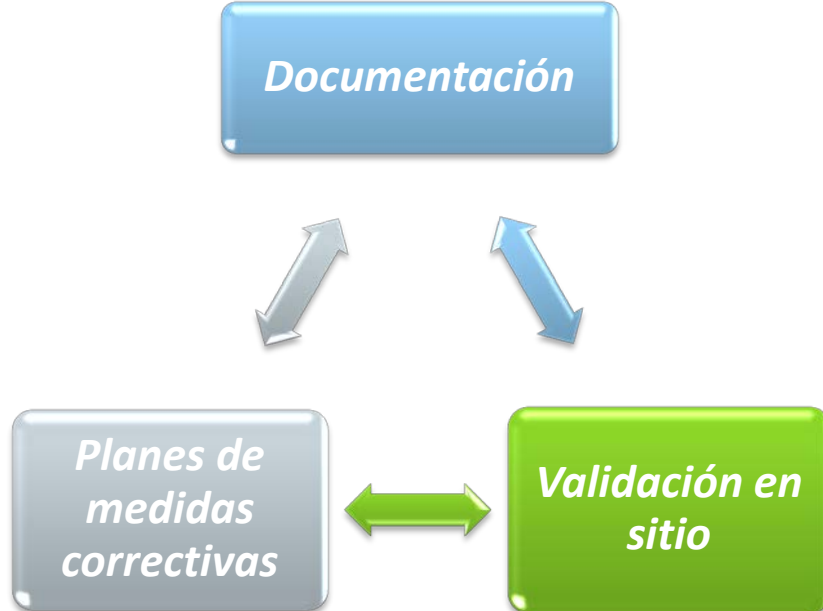 Documentación
Planes de
medidas
correctivas
Validación en
sitio